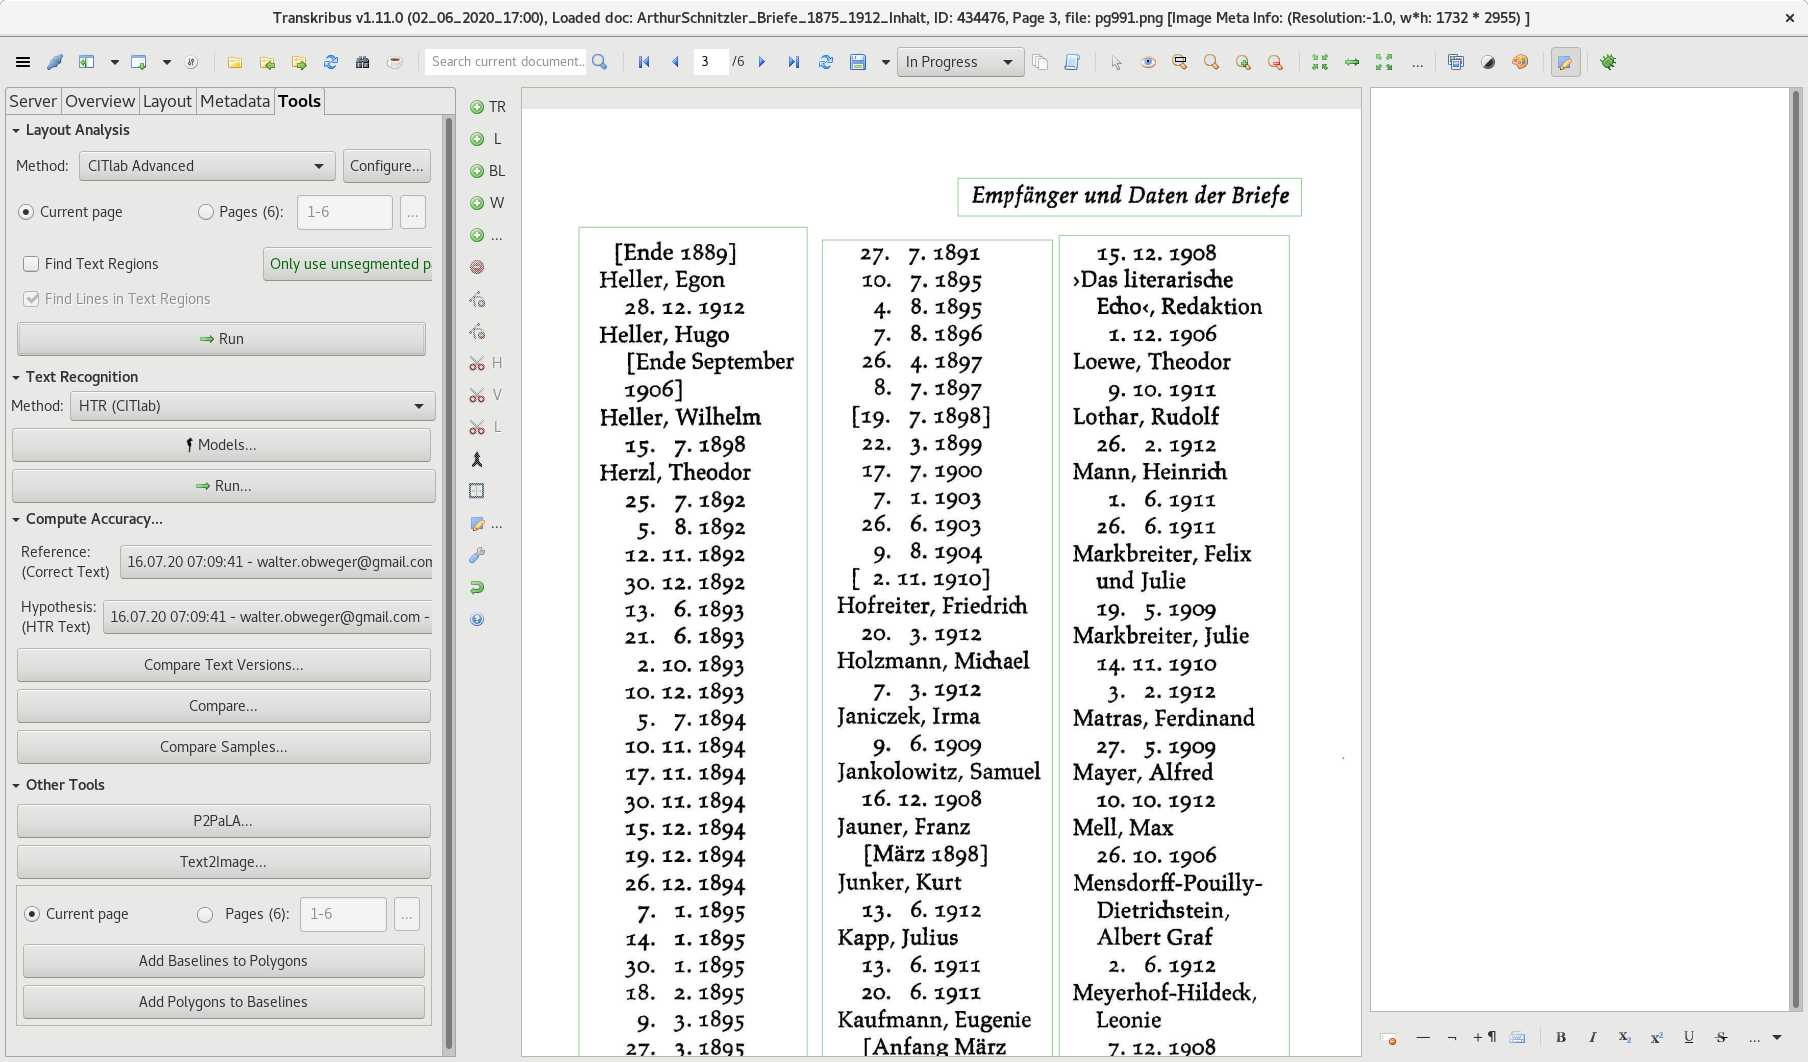 Transkribus v1.11.0 (02_06_2020_17:00), Loaded doc: ArthurSchnitzler_Briefe_1875_1912_Inhalt, ID: 434476, Page 3, file: pg991.png [Image Meta Info: (Resolution:-1.0, w*h: 1732 * 2955) ]
Search current document...
3 /6
In Progress
...
Server Overview Layout Metadata Tools
Layout Analysis
Method: CITlab Advanced Configure...
Current page Pages (6): 1-6 ...
Find Text Regions Only use unsegmented p
Find Lines in Text Regions
Run
Text Recognition
Method: HTR (CITlab)
Models...
Run...
Compute Accuracy...
Reference:
(Correct Text)
16.07.20 07:09:41 - walter.obweger@gmail.com
Hypothesis:
(HTR Text)
16.07.20 07:09:41 - walter.obweger@gmail.com -
Compare Text Versions...
Compare...
Compare Samples...
Other Tools
P2PaLA...
Text2Image...
Current page Pages (6): 1-6 ...
Add Baselines to Polygons
Add Polygons to Baselines
TR
L
BL
W
...
H
V
L
...
Empfänger und Daten der Briefe
[Ende 1889]
Heller, Egon
28. 12. 1912
Heller, Hugo
[Ende September
1906]
Heller, Wilhelm
15. 7. 1898
Herzl, Theodor
25. 7. 1892
5. 8. 1892
12. 11. 1892
30. 12. 1892
13. 6. 1893
21. 6. 1893
2. 10. 1893
10. 12. 1893
5. 7. 1894
10. 11. 1894
17. 11. 1894
30. 11. 1894
15. 12. 1894
19. 12. 1894
26. 12. 1894
7. 1. 1895
14. 1. 1895
30. 1. 1895
18. 2. 1895
9. 3. 1895
27. 3. 1895
27. 7. 1891
10. 7. 1895
4. 8. 1895
7. 8. 1896
26. 4. 1897
8. 7. 1897
[19. 7. 1898]
22. 3. 1899
17. 7. 1900
7. 1. 1903
26. 6. 1903
9. 8. 1904
[ 2. 11. 1910]
Hofreiter, Friedrich
20. 3. 1912
Holzmann, Michael
7. 3. 1912
Janiczek, Irma
9. 6. 1909
Jankolowitz, Samuel
16. 12. 1908
Jauner, Franz
[März 1898]
Junker, Kurt
13. 6. 1912
Kapp, Julius
13. 6. 1911
20. 6. 1911
Kaufmann, Eugenie
[Anfang März
15. 12. 1908
›Das literarische
Echo‹, Redaktion
1. 12. 1906
Loewe, Theodor
9. 10. 1911
Lothar, Rudolf
26. 2. 1912
Mann, Heinrich
1. 6. 1911
26. 6. 1911
Markbreiter, Felix
und Julie
19. 5. 1909
Markbreiter, Julie
14. 11. 1910
3. 2. 1912
Matras, Ferdinand
27. 5. 1909
Mayer, Alfred
10. 10. 1912
Mell, Max
26. 10. 1906
Mensdorff-Pouilly-
Dietrichstein,
Albert Graf
2. 6. 1912
Meyerhof-Hildeck,
Leonie
7. 12. 1908
— ¬ + ¶ B I X₂ X² U S ...